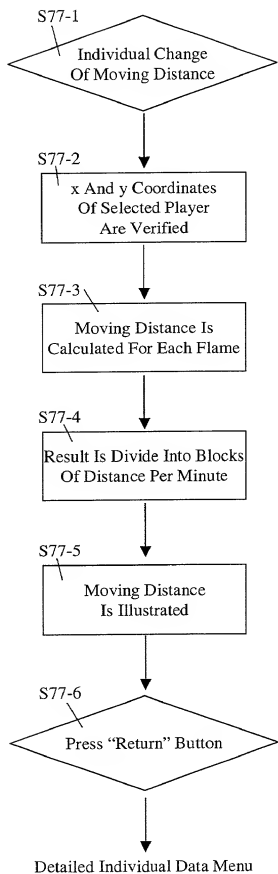 S77-1
Individual Change
Of Moving Distance
S77-2
x And y Coordinates
Of Selected Player
Are Verified
S77-3
Moving Distance Is
Calculated For Each Flame
S77-4
Result Is Divide Into Blocks
Of Distance Per Minute
S77-5
Moving Distance
Is Illustrated
S77-6
Press “Return” Button
Detailed Individual Data Menu